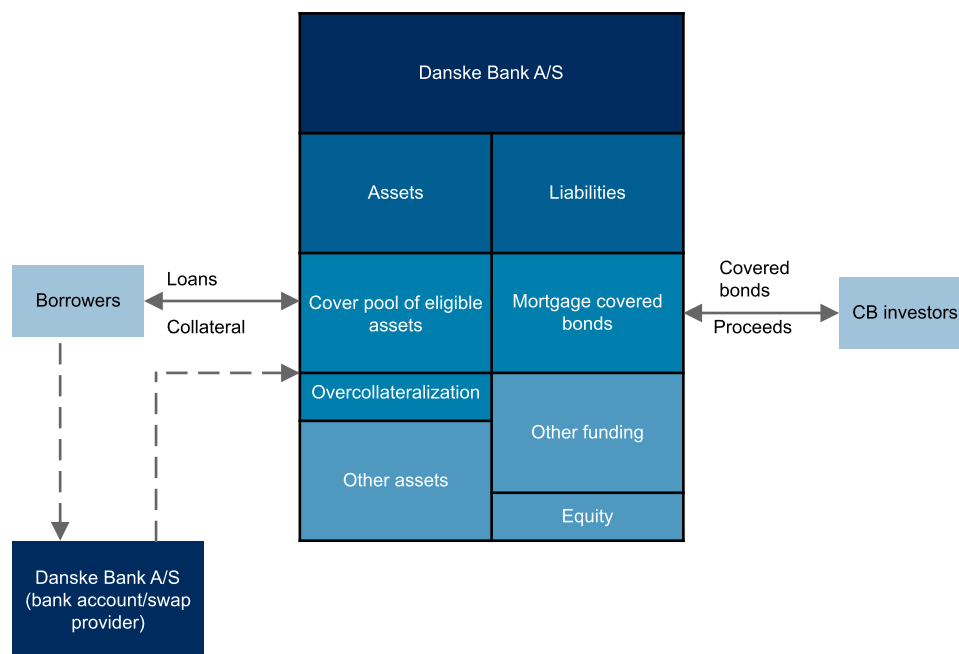 Danske Bank A/S
Assets
Liabilities
Borrowers
Loans
Collateral
Cover pool of eligible
assets
Mortgage covered
bonds
Covered
bonds
Proceeds
CB investors
Overcollateralization
Other funding
Other assets
Equity
Danske Bank A/S
(bank account/swap
provider)